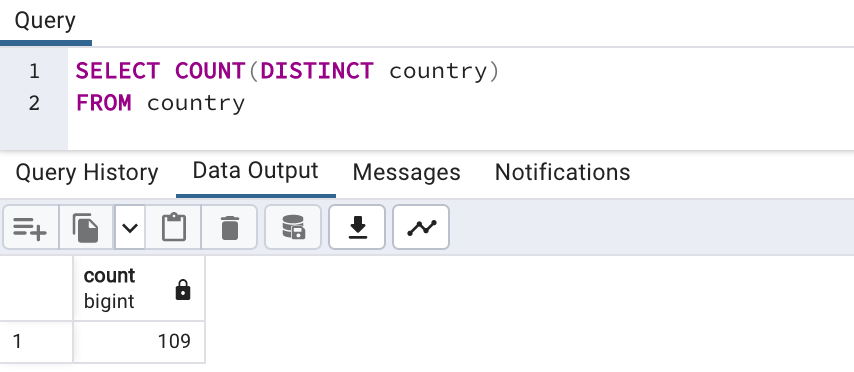 Query
1 SELECT COUNT(DISTINCT country)
2 FROM country
Query History Data Output Messages Notifications
count
bigint
1 109